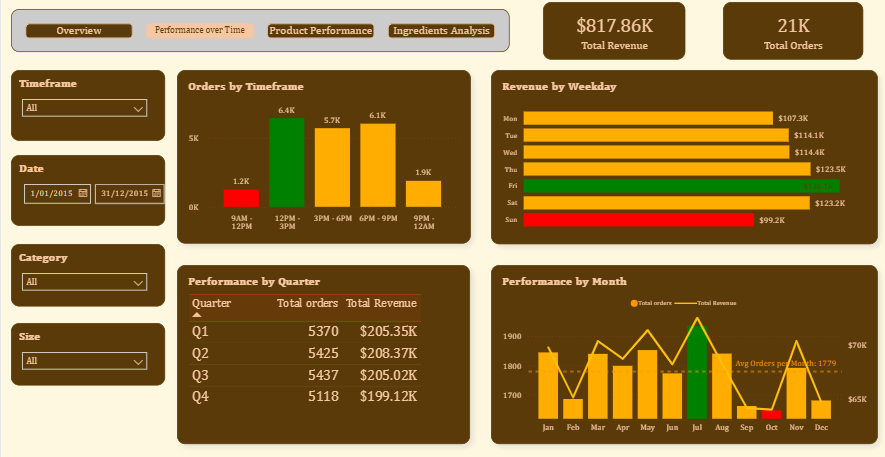 Overview
Performance over Time
Product Performance
Ingredients Analysis
$817.86K
Total Revenue
21K
Total Orders
Timeframe
All
Date
1/01/2015
31/12/2015
Category
All
Size
All
Orders by Timeframe
5K
0K
1.2K
6.4K
5.7K
6.1K
1.9K
9AM -
12PM
12PM -
3PM
3PM - 6PM
6PM - 9PM
9PM -
12AM
Revenue by Weekday
Mon
$107.3K
Tue
$114.1K
Wed
$114.4K
Thu
$123.5K
Fri
Sat
$123.2K
Sun
$99.2K
Performance by Quarter
Quarter Total orders Total Revenue
Q1 5370 $205.35K
Q2 5425 $208.37K
Q3 5437 $205.02K
Q4 5118 $199.12K
Performance by Month
Total orders Total Revenue
1900
1800
1700
$70K
$65K
Avg Orders per Month: 1779
Jan Feb Mar Apr May Jun Jul Aug Sep Oct Nov Dec